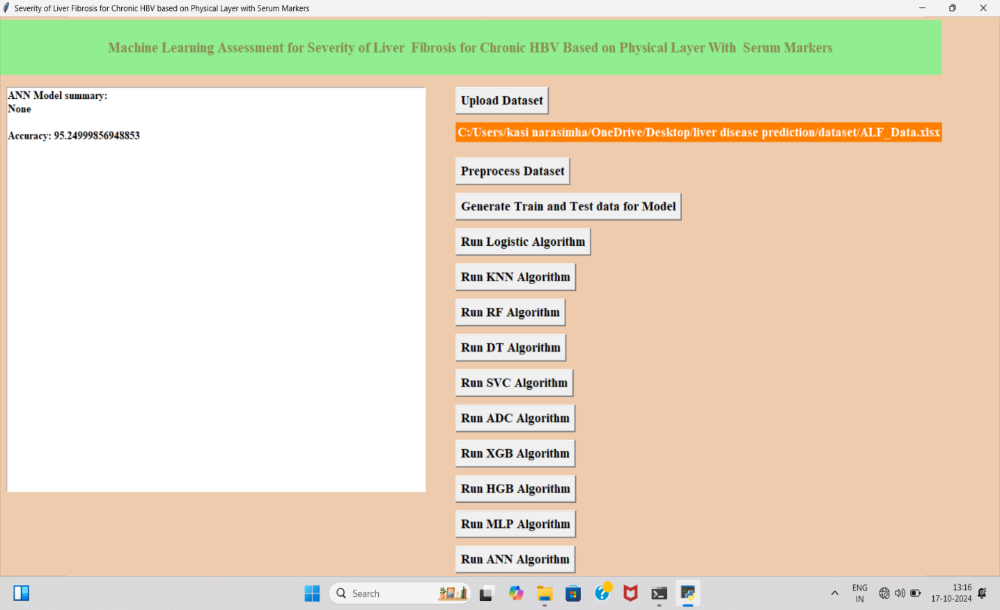 Severity of Liver Fibrosis for Chronic HBV based on Physical Layer with Serum Markers
Machine Learning Assessment for Severity of Liver  Fibrosis for Chronic HBV Based on Physical Layer With  Serum Markers
ANN Model summary:
None
Accuracy: 95.24999856948853
Upload Dataset
C:/Users/kasi narasimha/OneDrive/Desktop/liver disease prediction/dataset/ALF_Data.xlsx
Preprocess Dataset
Generate Train and Test data for Model
Run Logistic Algorithm
Run KNN Algorithm
Run RF Algorithm
Run DT Algorithm
Run SVC Algorithm
Run ADC Algorithm
Run XGB Algorithm
Run HGB Algorithm
Run MLP Algorithm
Run ANN Algorithm
Search
ENG
IN
13:16
17-10-2024